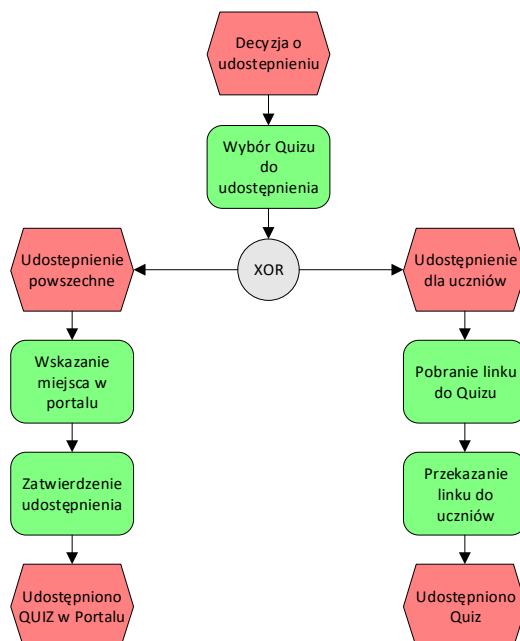 Decyzja o
udostepnieniu
Wybór Quizu
do
udostępnienia
XOR
Udostepnienie
powszechne
Udostępnienie
dla uczniów
Wskazanie
miejsca w
portalu
Pobranie linku
do Quizu
Zatwierdzenie
udostępnienia
Przekazanie
linku do
uczniów
Udostępniono
QUIZ w Portalu
Udostępniono
Quiz